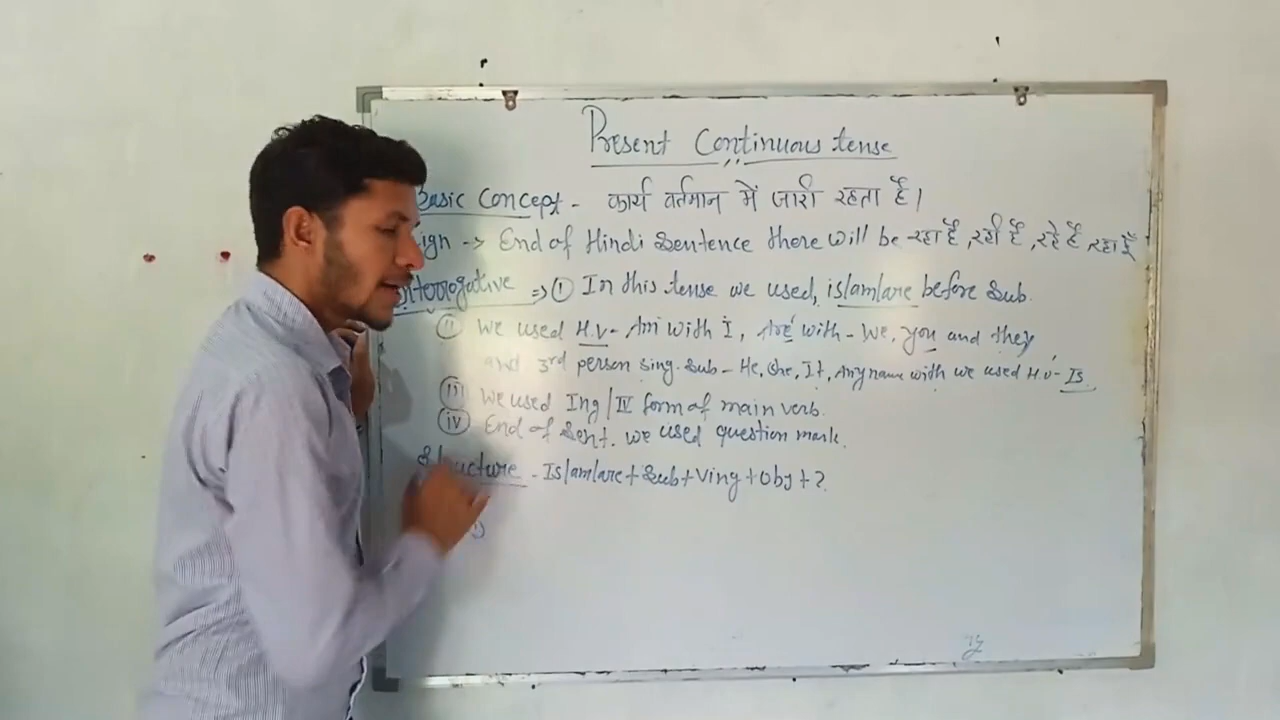 Present Continuous tense
Basic Concept - कार्य वर्तमान में जारी रहता है।
ign -> End of Hindi Sentence there will be रहा है, रही है, रहे है, रहा हूँ
Interrogative => (i) In this tense we used, is/am/are before Sub.
(ii) We used H.V - Am with I, Are with - We, you and they
and 3rd person sing. Sub - He, She, It, Any name with we used H.V - Is
(iii) We used Ing/IV form of main verb.
(iv) End of Sent. we used question mark.
Structure - Is/am/are + Sub + Ving + Obj + ?